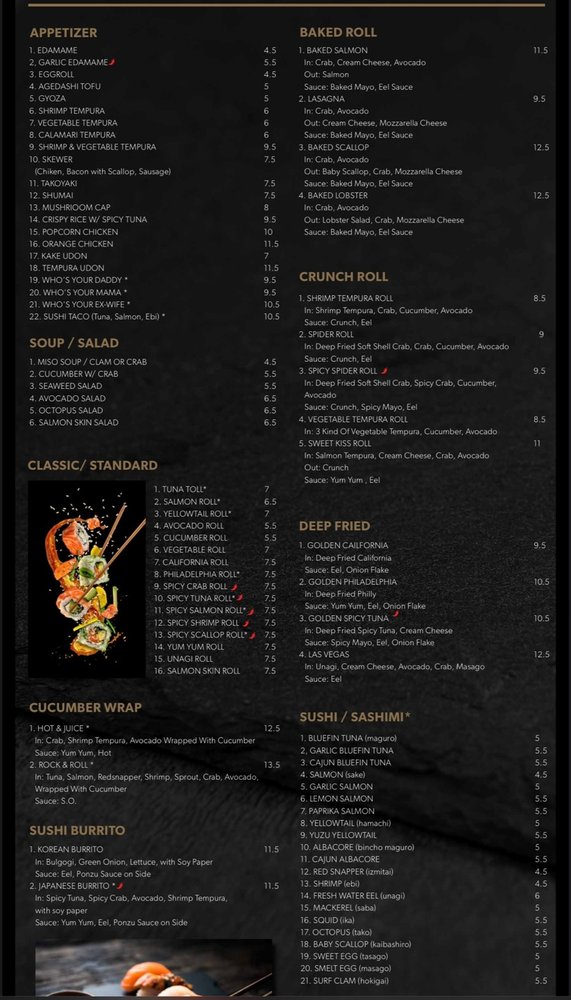 APPETIZER
1. EDAMAME 4.5
2. GARLIC EDAMAME 5.5
3. EGGROLL 4.5
4. AGEDASHI TOFU 5
5. GYOZA 5
6. SHRIMP TEMPURA 6
7. VEGETABLE TEMPURA 6
8. CALAMARI TEMPURA 6
9. SHRIMP & VEGETABLE TEMPURA 9.5
10. SKEWER 7.5
(Chiken, Bacon with Scallop, Sausage)
11. TAKOYAKI 7.5
12. SHUMAI 7.5
13. MUSHRIOOM CAP 8
14. CRISPY RICE W/ SPICY TUNA 9.5
15. POPCORN CHICKEN 10
16. ORANGE CHICKEN 11.5
17. KAKE UDON 7
18. TEMPURA UDON 11.5
19. WHO'S YOUR DADDY * 9.5
20. WHO'S YOUR MAMA * 9.5
21. WHO'S YOUR EX-WIFE * 10.5
22. SUSHI TACO (Tuna, Salmon, Ebi) * 10.5
SOUP / SALAD
1. MISO SOUP / CLAM OR CRAB 4.5
2. CUCUMBER W/ CRAB 5.5
3. SEAWEED SALAD 5.5
4. AVOCADO SALAD 6.5
5. OCTOPUS SALAD 6.5
6. SALMON SKIN SALAD 6.5
CLASSIC/ STANDARD
1. TUNA TOLL* 7
2. SALMON ROLL* 6.5
3. YELLOWTAIL ROLL* 7
4. AVOCADO ROLL 5.5
5. CUCUMBER ROLL 5.5
6. VEGETABLE ROLL 7
7. CALIFORNIA ROLL 7.5
8. PHILADELPHIA ROLL* 7.5
9. SPICY CRAB ROLL 7.5
10. SPICY TUNA ROLL* 7.5
11. SPICY SALMON ROLL* 7.5
12. SPICY SHRIMP ROLL 7.5
13. SPICY SCALLOP ROLL* 7.5
14. YUM YUM ROLL 7.5
15. UNAGI ROLL 7.5
16. SALMON SKIN ROLL 7.5
CUCUMBER WRAP
1. HOT & JUICE * 12.5
In: Crab, Shrimp Tempura, Avocado Wrapped With Cucumber
Sauce: Yum Yum, Hot
2. ROCK & ROLL * 13.5
In: Tuna, Salmon, Redsnapper, Shrimp, Sprout, Crab, Avocado,
Wrapped With Cucumber
Sauce: S.O.
SUSHI BURRITO
1. KOREAN BURRITO 11.5
In: Bulgogi, Green Onion, Lettuce, with Soy Paper
Sauce: Eel, Ponzu Sauce on Side
2. JAPANESE BURRITO * 11.5
In: Spicy Tuna, Spicy Crab, Avocado, Shrimp Tempura,
with soy paper
Sauce: Yum Yum, Eel, Ponzu Sauce on Side
BAKED ROLL
1. BAKED SALMON 11.5
In: Crab, Cream Cheese, Avocado
Out: Salmon
Sauce: Baked Mayo, Eel Sauce
2. LASAGNA 9.5
In: Crab, Avocado
Out: Cream Cheese, Mozzarella Cheese
Sauce: Baked Mayo, Eel Sauce
3. BAKED SCALLOP 12.5
In: Crab, Avocado
Out: Baby Scallop, Crab, Mozzarella Cheese
Sauce: Baked Mayo, Eel Sauce
4. BAKED LOBSTER 12.5
In: Crab, Avocado
Out: Lobster Salad, Crab, Mozzarella Cheese
Sauce: Baked Mayo, Eel Sauce
CRUNCH ROLL
1. SHRIMP TEMPURA ROLL 8.5
In: Shrimp Tempura, Crab, Cucumber, Avocado
Sauce: Crunch, Eel
2. SPIDER ROLL 9
In: Deep Fried Soft Shell Crab, Crab, Cucumber, Avocado
Sauce: Crunch, Eel
3. SPICY SPIDER ROLL 9.5
In: Deep Fried Soft Shell Crab, Spicy Crab, Cucumber,
Avocado
Sauce: Crunch, Spicy Mayo, Eel
4. VEGETABLE TEMPURA ROLL 8.5
In: 3 Kind Of Vegetable Tempura, Cucumber, Avocado
5. SWEET KISS ROLL 11
In: Salmon Tempura, Cream Cheese, Crab, Avocado
Out: Crunch
Sauce: Yum Yum , Eel
DEEP FRIED
1. GOLDEN CAILFORNIA 9.5
In: Deep Fried California
Sauce: Eel, Onion Flake
2. GOLDEN PHILADELPHIA 10.5
In: Deep Fried Philly
Sauce: Yum Yum, Eel, Onion Flake
3. GOLDEN SPICY TUNA 10.5
In: Deep Fried Spicy Tuna, Cream Cheese
Sauce: Spicy Mayo, Eel, Onion Flake
4. LAS VEGAS 12.5
In: Unagi, Cream Cheese, Avocado, Crab, Masago
Sauce: Eel
SUSHI / SASHIMI*
1. BLUEFIN TUNA (maguro) 5
2. GARLIC BLUEFIN TUNA 5.5
3. CAJUN BLUEFIN TUNA 5.5
4. SALMON (sake) 4.5
5. GARLIC SALMON 5
6. LEMON SALMON 5.5
7. PAPRIKA SALMON 5.5
8. YELLOWTAIL (hamachi) 5
9. YUZU YELLOWTAIL 5.5
10. ALBACORE (bincho maguro) 5
11. CAJUN ALBACORE 5.5
12. RED SNAPPER (izmitai) 4.5
13. SHRIMP (ebi) 4.5
14. FRESH WATER EEL (unagi) 6
15. MACKEREL (saba) 5
16. SQUID (ika) 5.5
17. OCTOPUS (tako) 5.5
18. BABY SCALLOP (kaibashiro) 5.5
19. SWEET EGG (tasago) 5
20. SMELT EGG (masago) 5
21. SURF CLAM (hokigai) 5.5